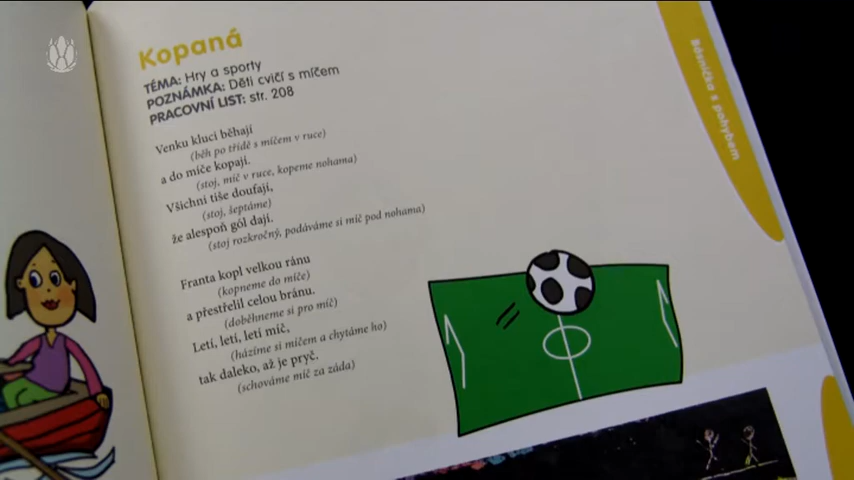 Kopaná
TÉMA: Hry a sporty
POZNÁMKA: Děti cvičí s míčem
PRACOVNÍ LIST: str. 208
Venku kluci běhají
(běh po třídě s míčem v ruce)
a do míče kopají.
(stoj, míč v ruce, kopeme nohama)
Všichni tiše doufají,
(stoj, šeptáme)
že alespoň gól dají.
(stoj rozkročný, podáváme si míč pod nohama)
Franta kopl velkou ránu
(kopneme do míče)
a přestřelil celou bránu.
(doběhneme si pro míč)
Letí, letí, letí míč,
(házíme si míčem a chytáme ho)
tak daleko, až je pryč.
(schováme míč za záda)
Básnička s pohybem